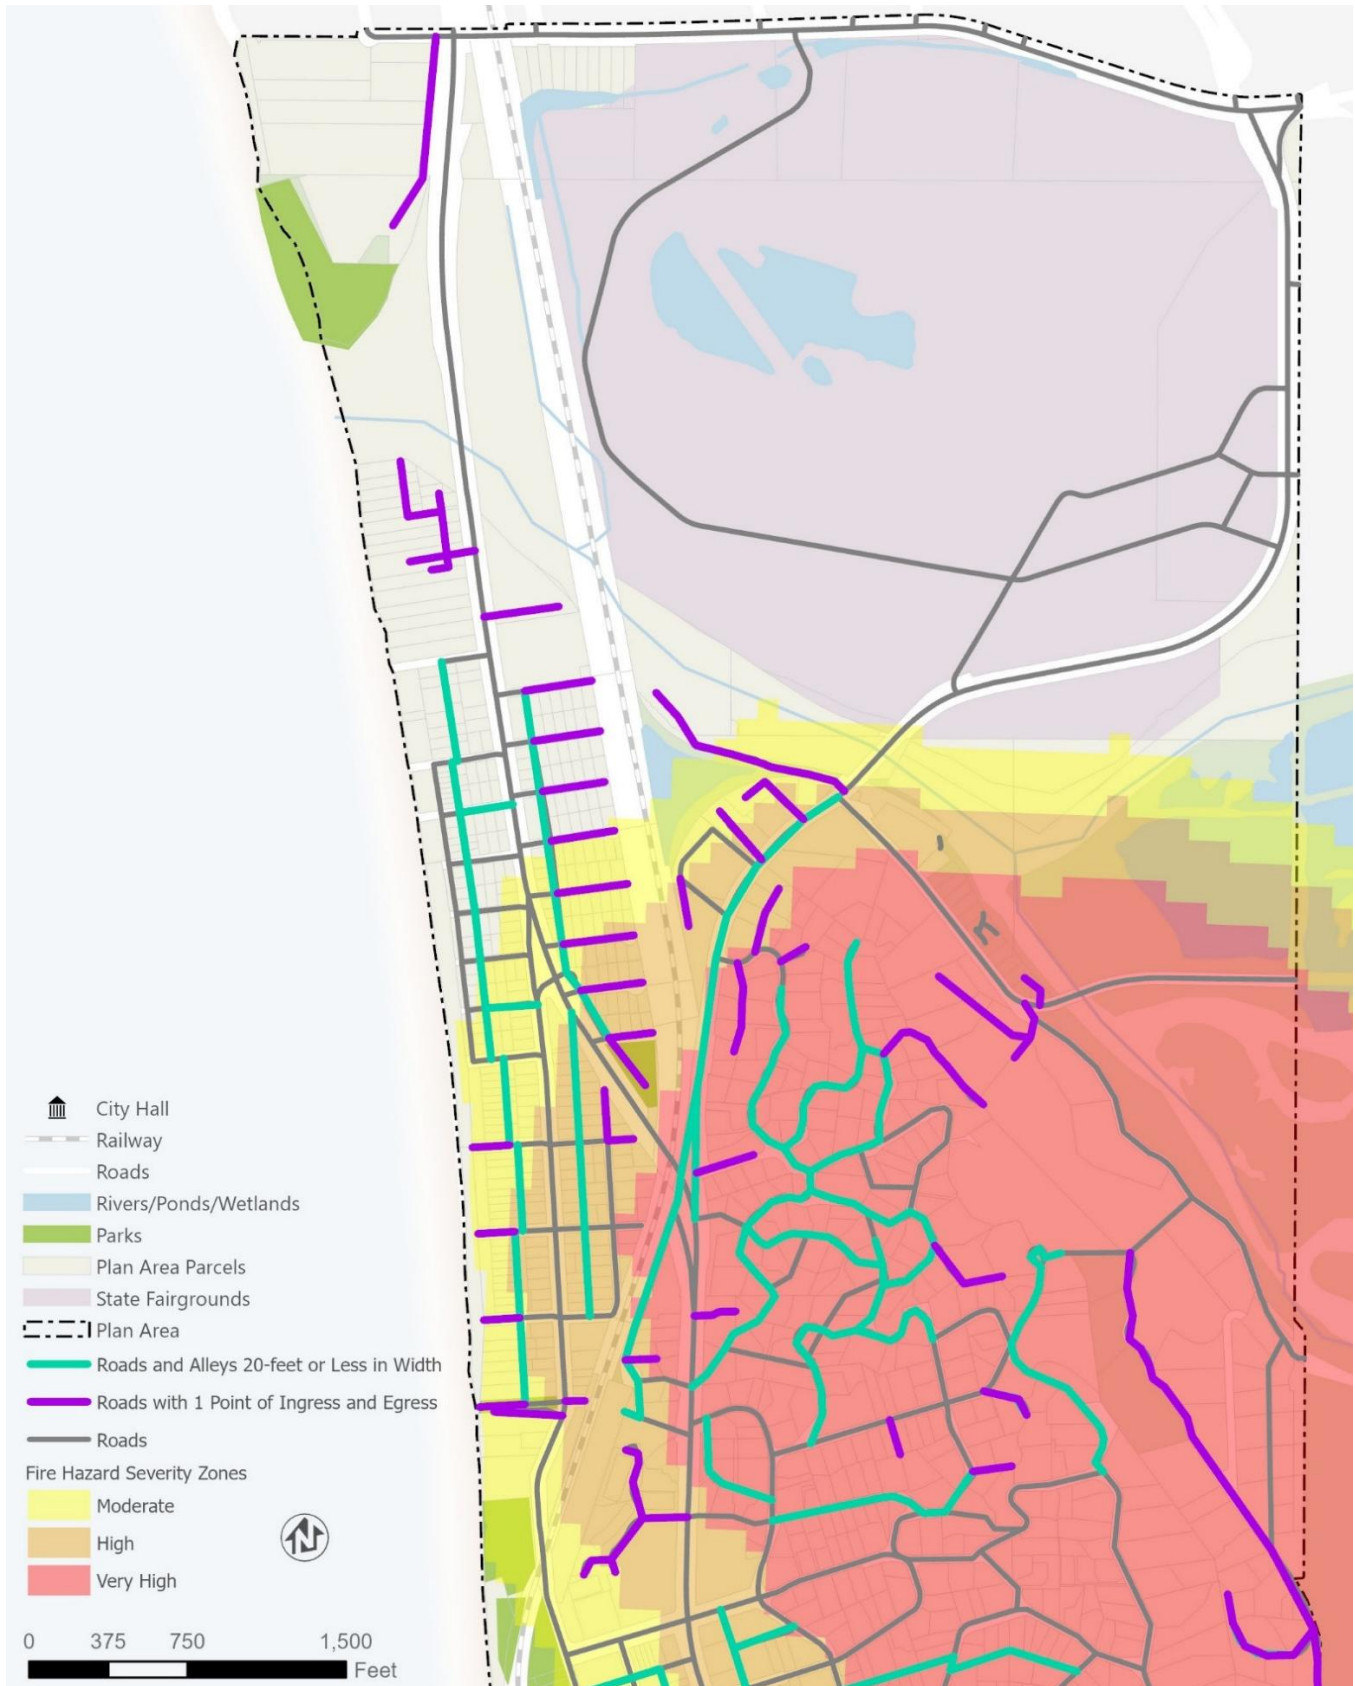 City Hall
Railway
Roads
Rivers/Ponds/Wetlands
Parks
Plan Area Parcels
State Fairgrounds
Plan Area
Roads and Alleys 20-feet or Less in Width
Roads with 1 Point of Ingress and Egress
Roads
Fire Hazard Severity Zones
Moderate
High
N
Very High
0 375 750 1,500
Feet